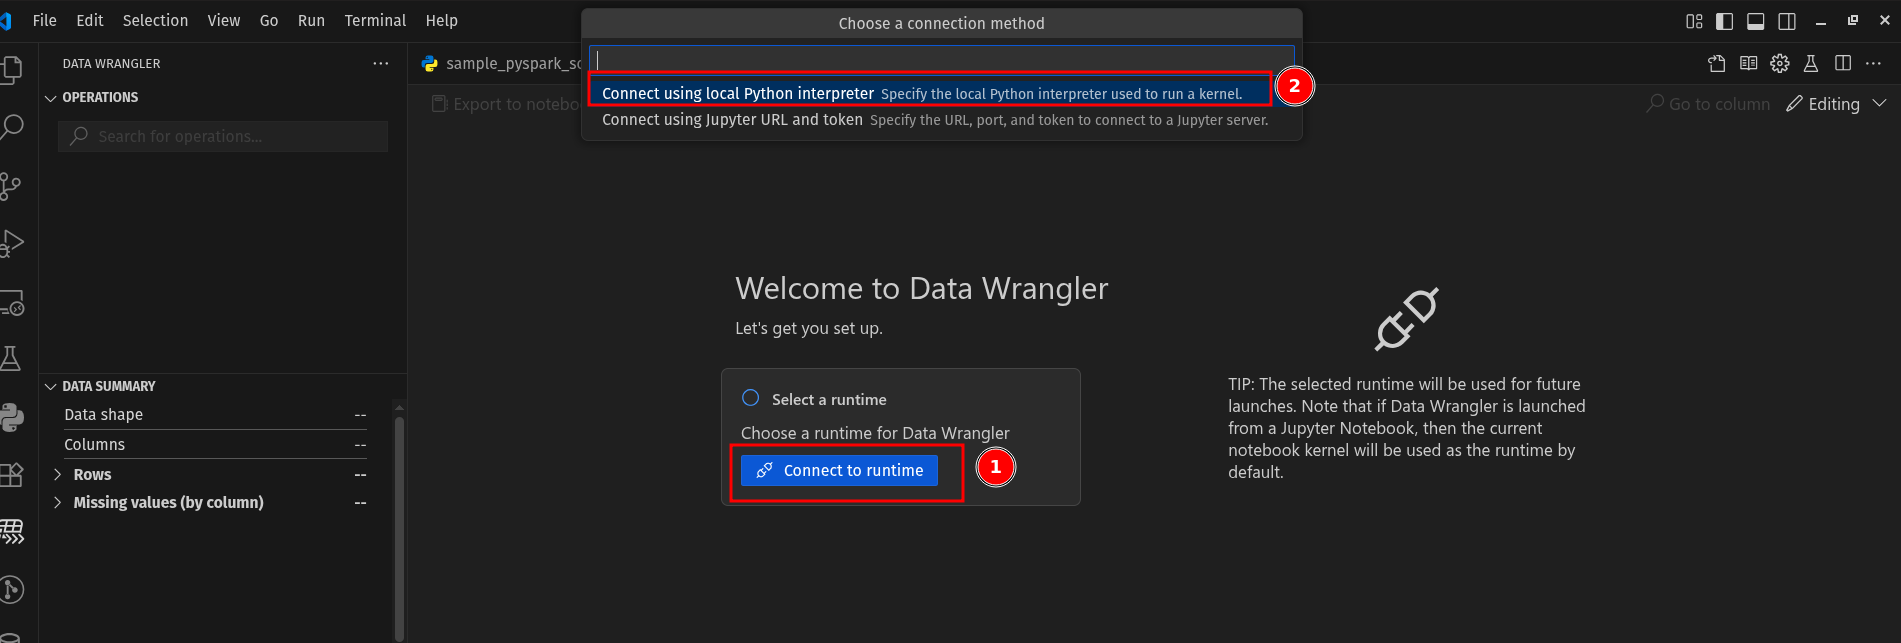 File Edit Selection View Go Run Terminal Help
Choose a connection method
DATA WRANGLER
sample_pyspark_sc
Connect using local Python interpreter Specify the local Python interpreter used to run a kernel.
2
Connect using Jupyter URL and token Specify the URL, port, and token to connect to a Jupyter server.
OPERATIONS
Export to notebo
Go to column
Editing
Search for operations...
Welcome to Data Wrangler
Let's get you set up.
Select a runtime
Choose a runtime for Data Wrangler
Connect to runtime
1
TIP: The selected runtime will be used for future
launches. Note that if Data Wrangler is launched
from a Jupyter Notebook, then the current
notebook kernel will be used as the runtime by
default.
DATA SUMMARY
Data shape --
Columns --
Rows --
Missing values (by column) --